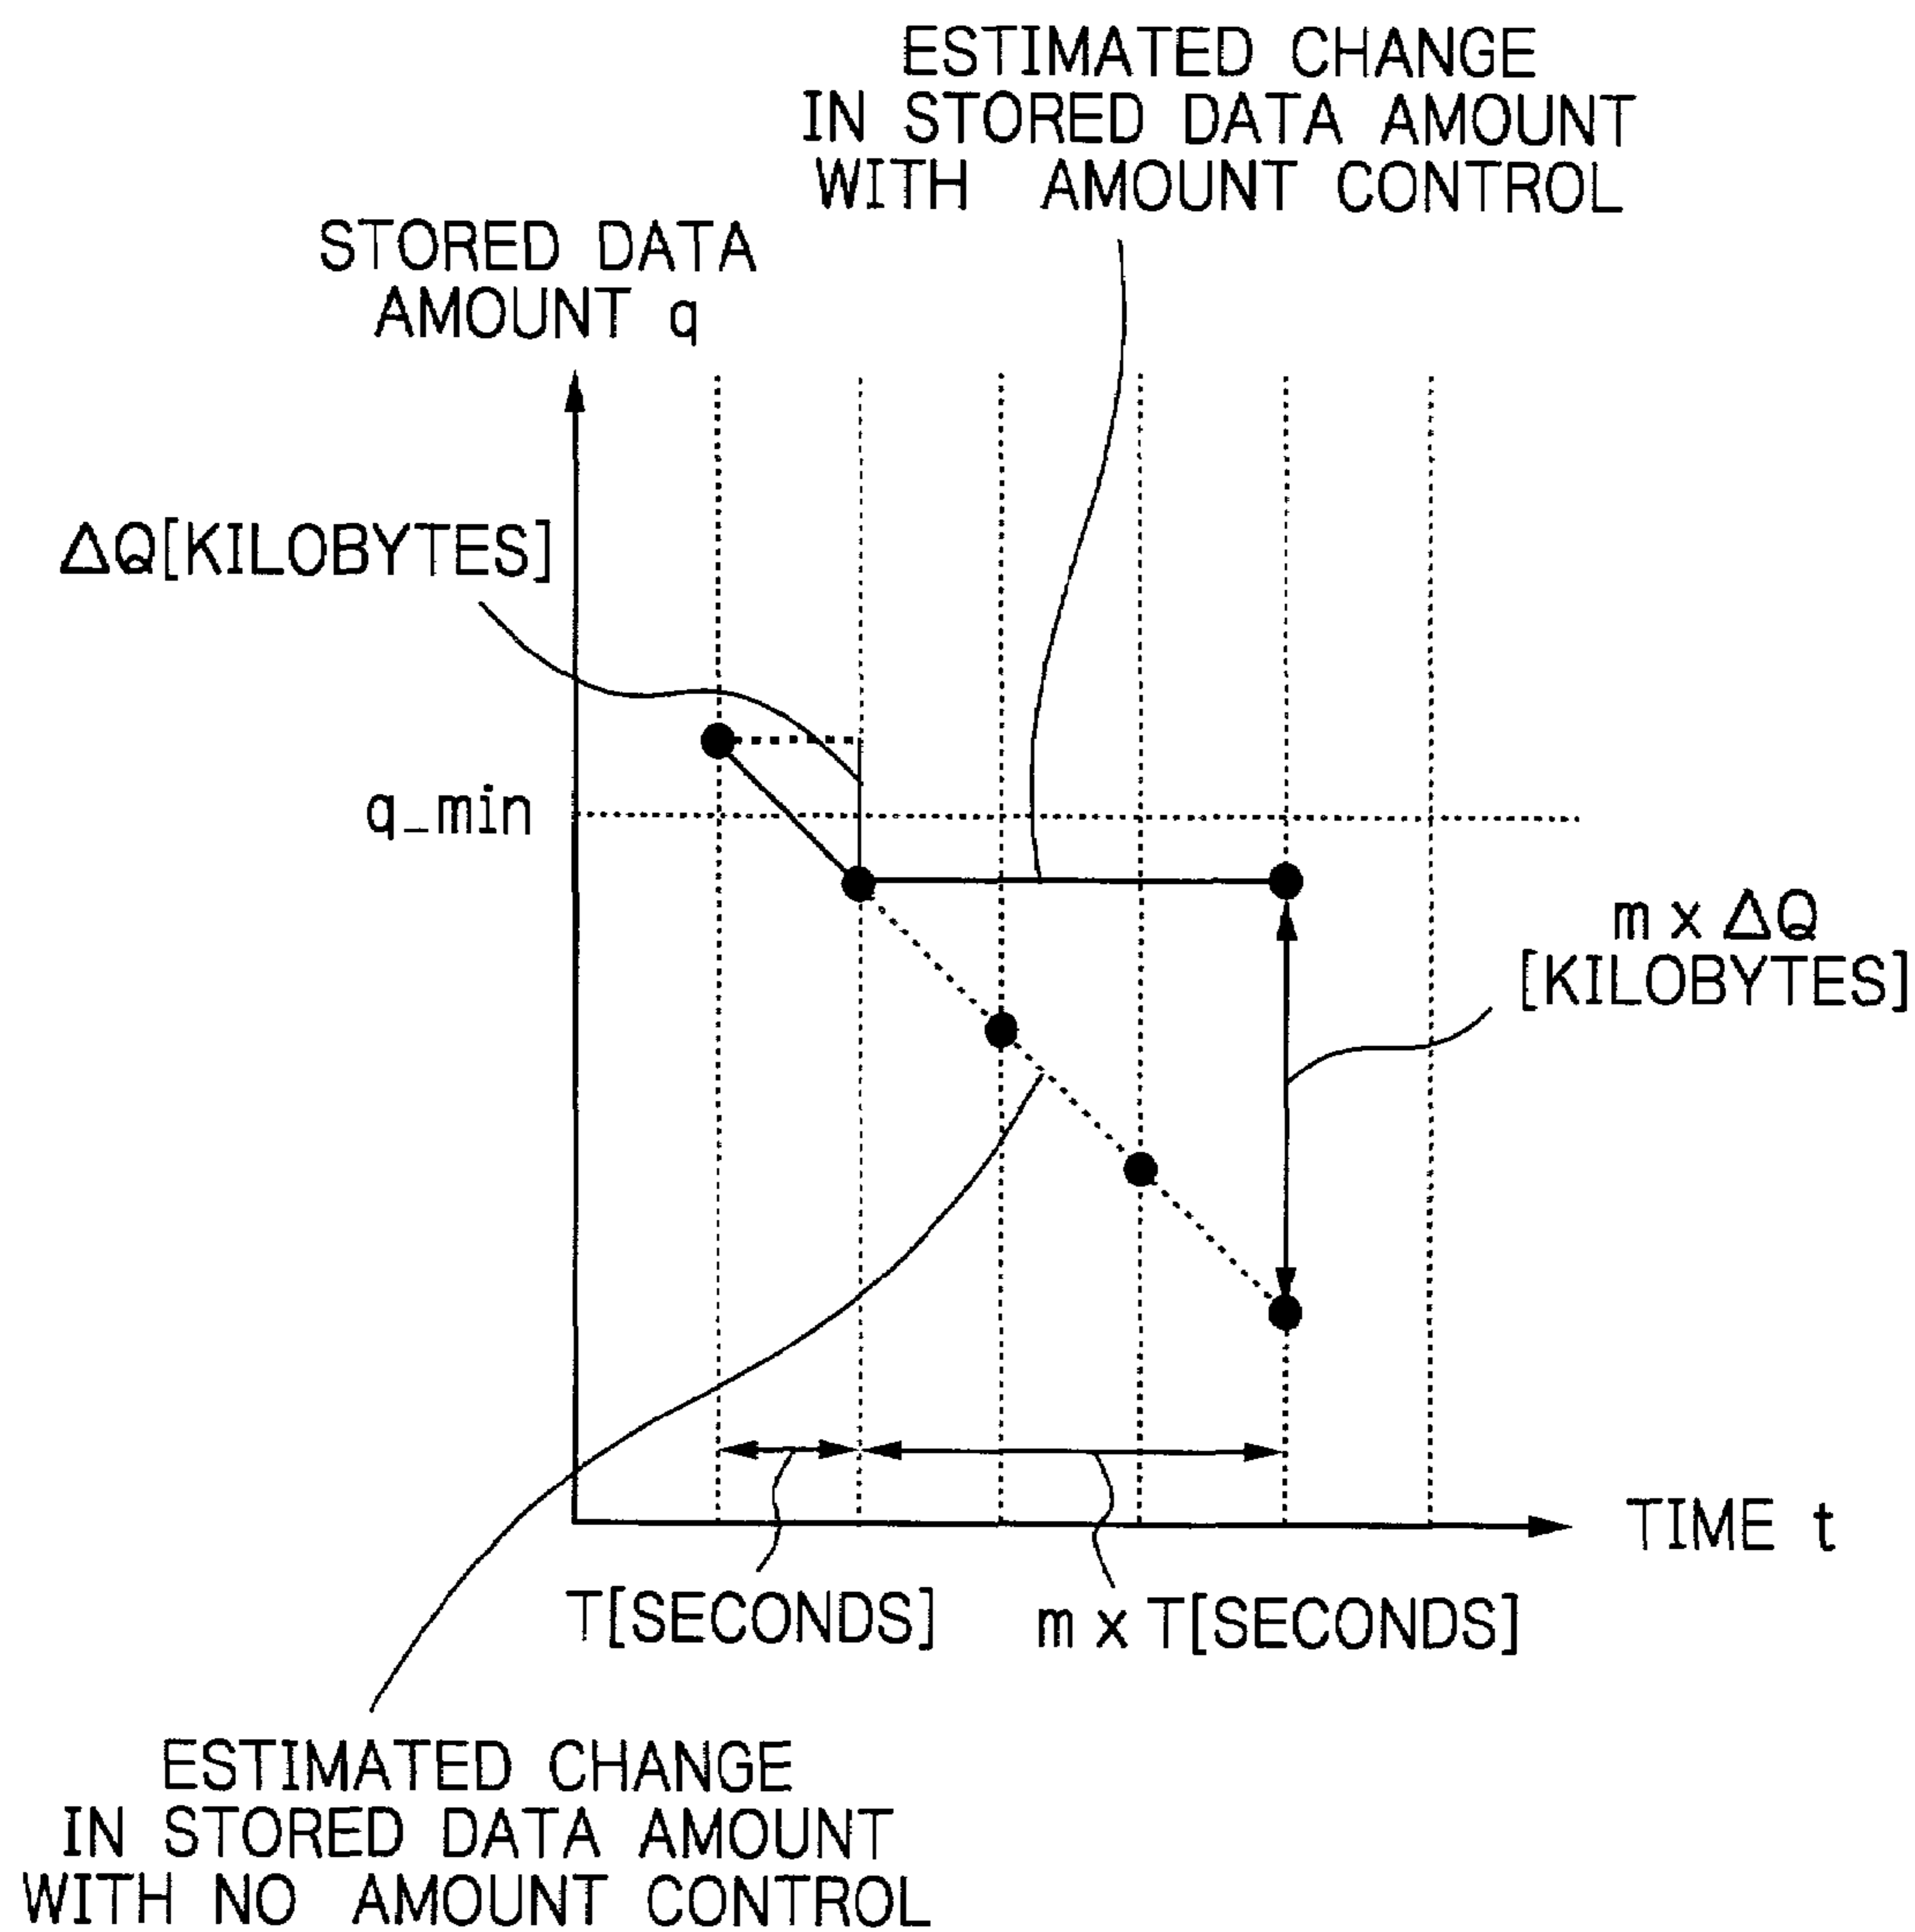 ESTIMATED CHANGE
IN STORED DATA AMOUNT
WITH AMOUNT CONTROL
STORED DATA
AMOUNT q
ΔQ[KILOBYTES]
q_min
m x ΔQ
[KILOBYTES]
TIME t
T[SECONDS]
m x T[SECONDS]
ESTIMATED CHANGE
IN STORED DATA AMOUNT
WITH NO AMOUNT CONTROL